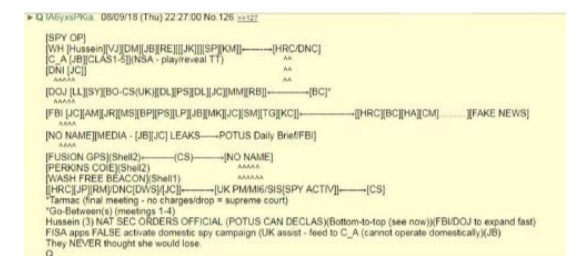 Q !A6yxsPKia. 08/09/18 (Thu) 22:27:00 No.126 >>127
[SPY OP]
[WH [Hussein][VJ][DM][JB][RE][[[JK]]][SP][KM]]←---→[HRC/DNC]
[C_A [JB][CLAS1-5]](NSA - play/reveal TT) ^^
[DNI [JC]] ^^
^^^^^ ^^
[DOJ [LL][SY][BO-CS(UK)][DL][PS][DL][JC][MM][RB]]←------→[BC]*
^^^^^
[FBI [JC][AM][JR][MS][BP][PS][LP][JB][MK][JC][SM][TG][KC]]←------→[[HRC][BC][HA][CM].........][FAKE NEWS]
^^^^
[NO NAME][MEDIA - [JB][JC] LEAKS----→POTUS Daily Brief/FBI]
^^^^
[FUSION GPS](Shell2)←------(CS)------→[NO NAME]
[PERKINS COIE](Shell2) ^^^^^
[WASH FREE BEACON](Shell1) ^^^^^^
[[HRC][JP][RM]/DNC[DWS]/[JC]]←------→[UK PM/MI6/SIS[SPY ACTIV]]←------→[CS]
*Tarmac (final meeting - no charges/drop = supreme court)
*Go-Between(s) (meetings 1-4)
Hussein (3) NAT SEC ORDERS OFFICIAL (POTUS CAN DECLAS)(Bottom-to-top (see now))(FBI/DOJ to expand fast)
FISA apps FALSE activate domestic spy campaign (UK assist - feed to C_A (cannot operate domestically)(JB)
They NEVER thought she would lose.
Q